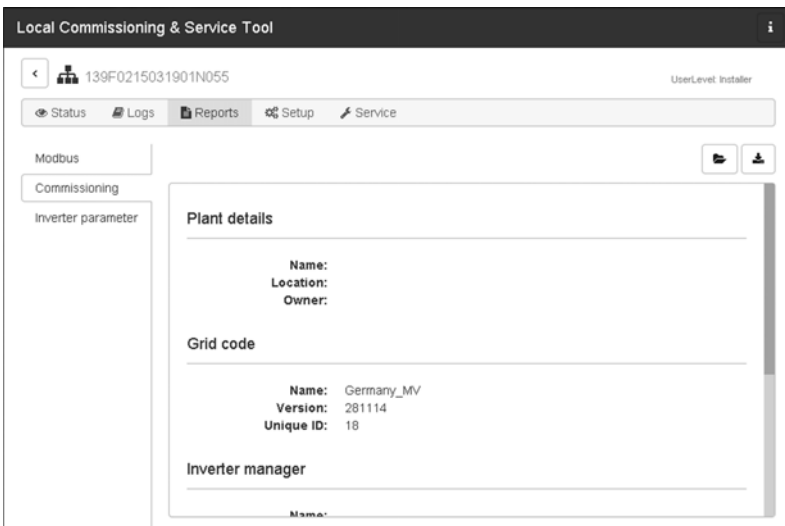 Local Commissioning & Service Tool
i
139F0215031901N055
UserLevel: Installer
Status Logs Reports Setup Service
Modbus
Commissioning
Inverter parameter
Plant details
Name:
Location:
Owner:
Grid code
Name: Germany_MV
Version: 281114
Unique ID: 18
Inverter manager
Name: